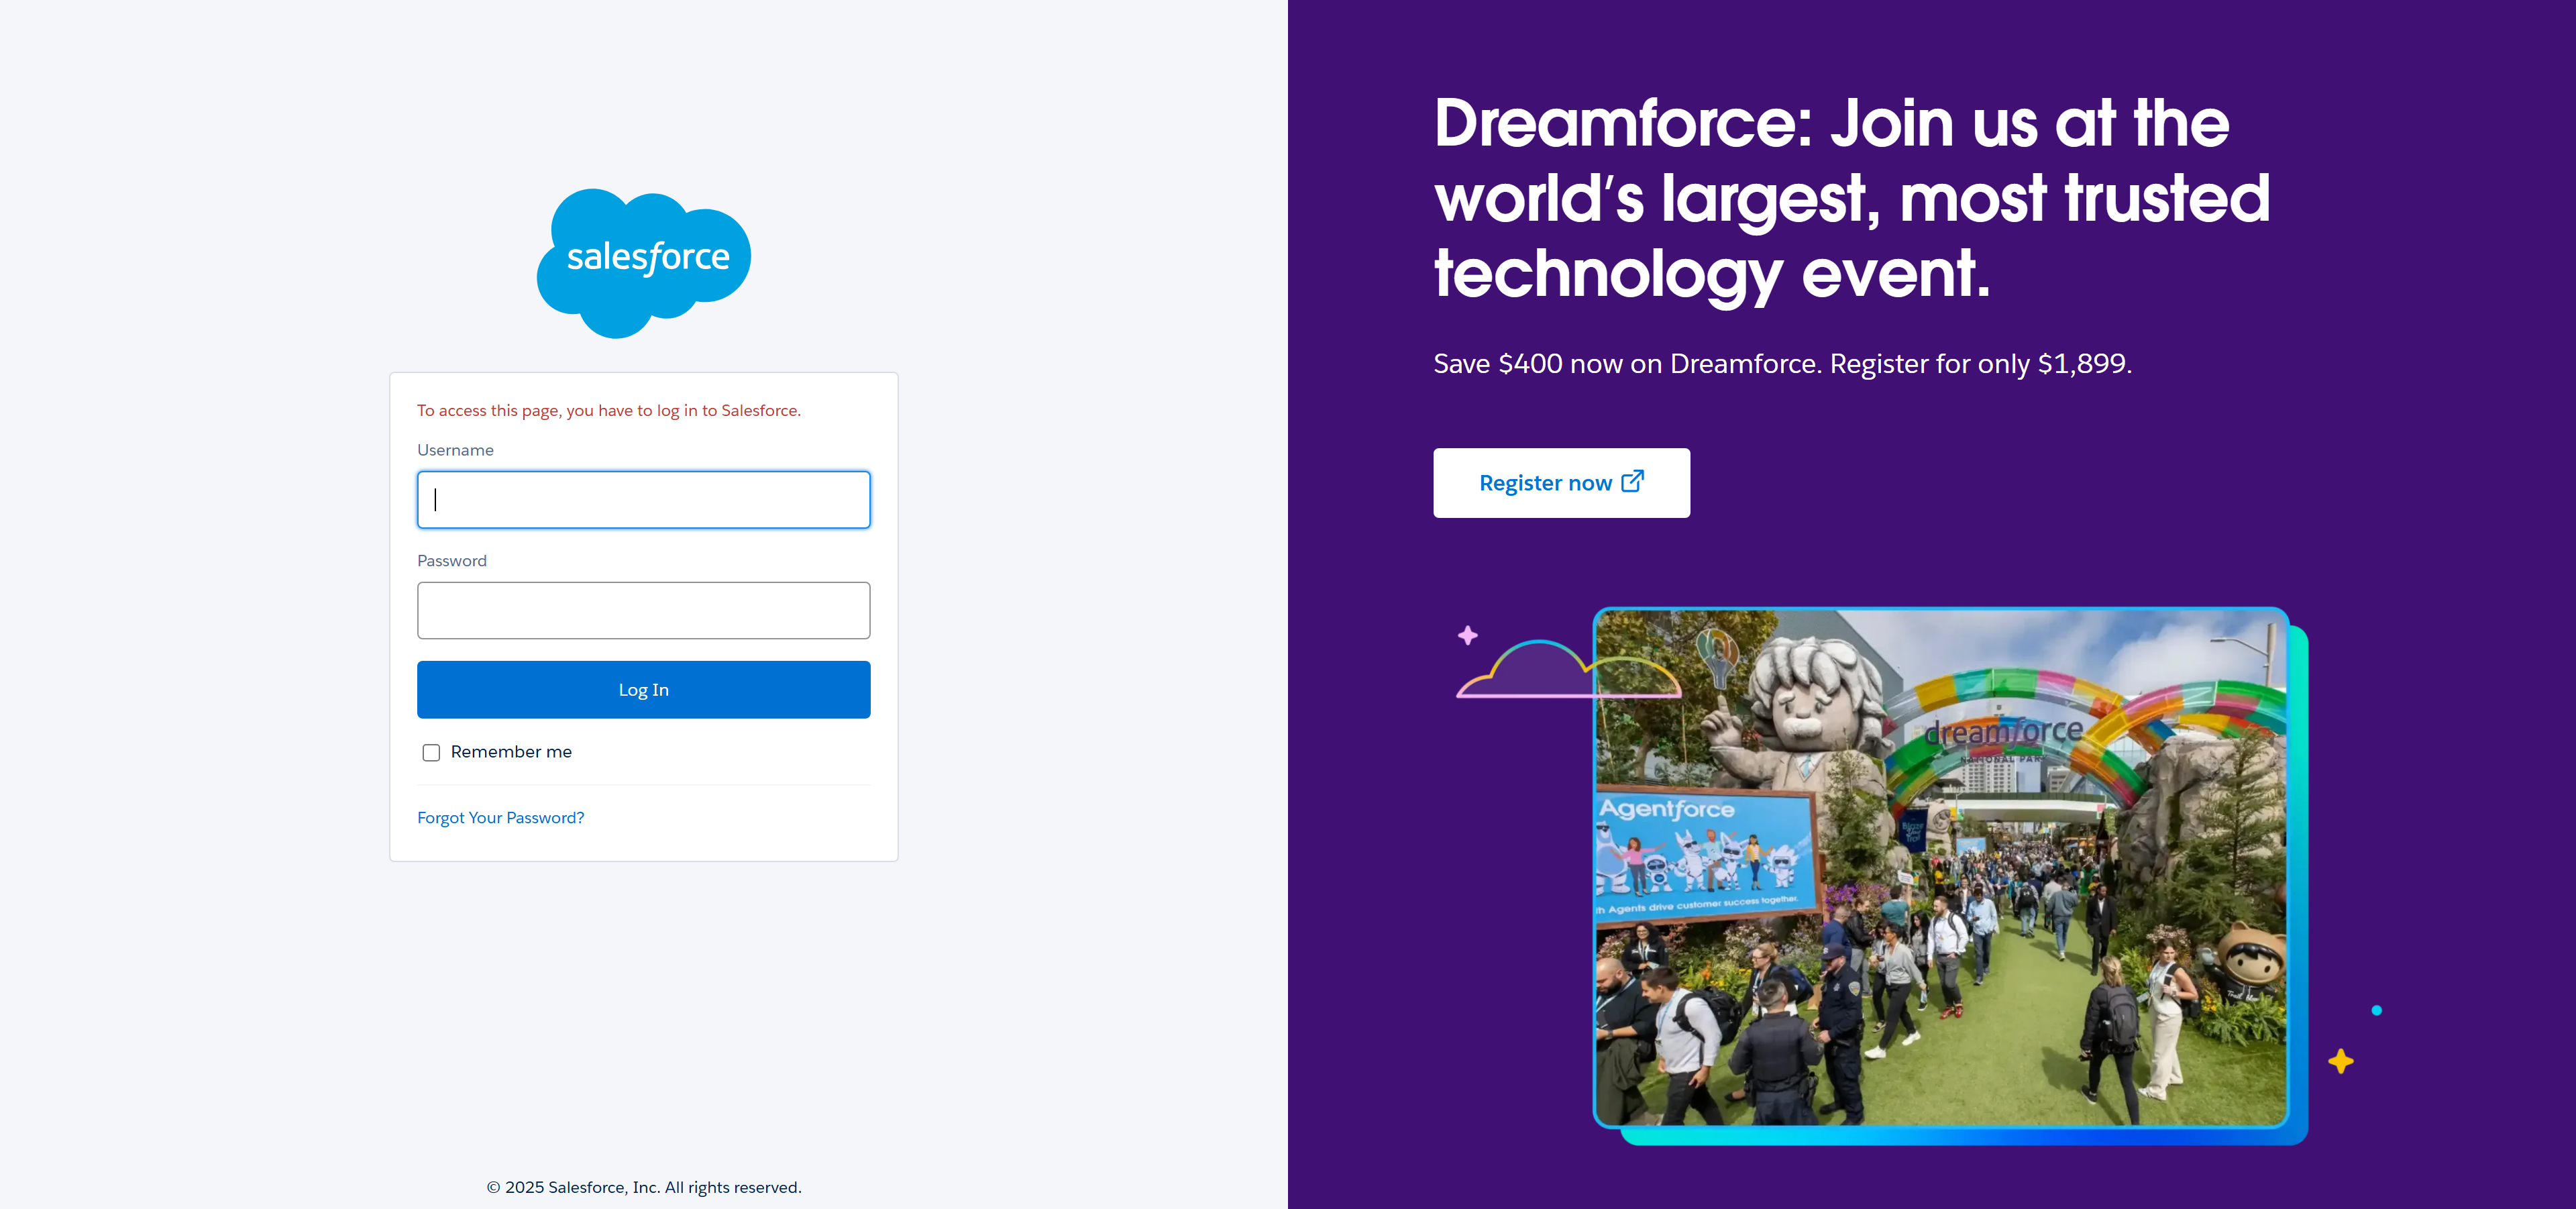 salesforce
To access this page, you have to log in to Salesforce.
Username
Password
Log In
Remember me
Forgot Your Password?
© 2025 Salesforce, Inc. All rights reserved.
Dreamforce: Join us at the
world's largest, most trusted
technology event.
Save $400 now on Dreamforce. Register for only $1,899.
Register now
dreamforce
NATIONAL PARK
Agentforce
Agents drive customer success together.